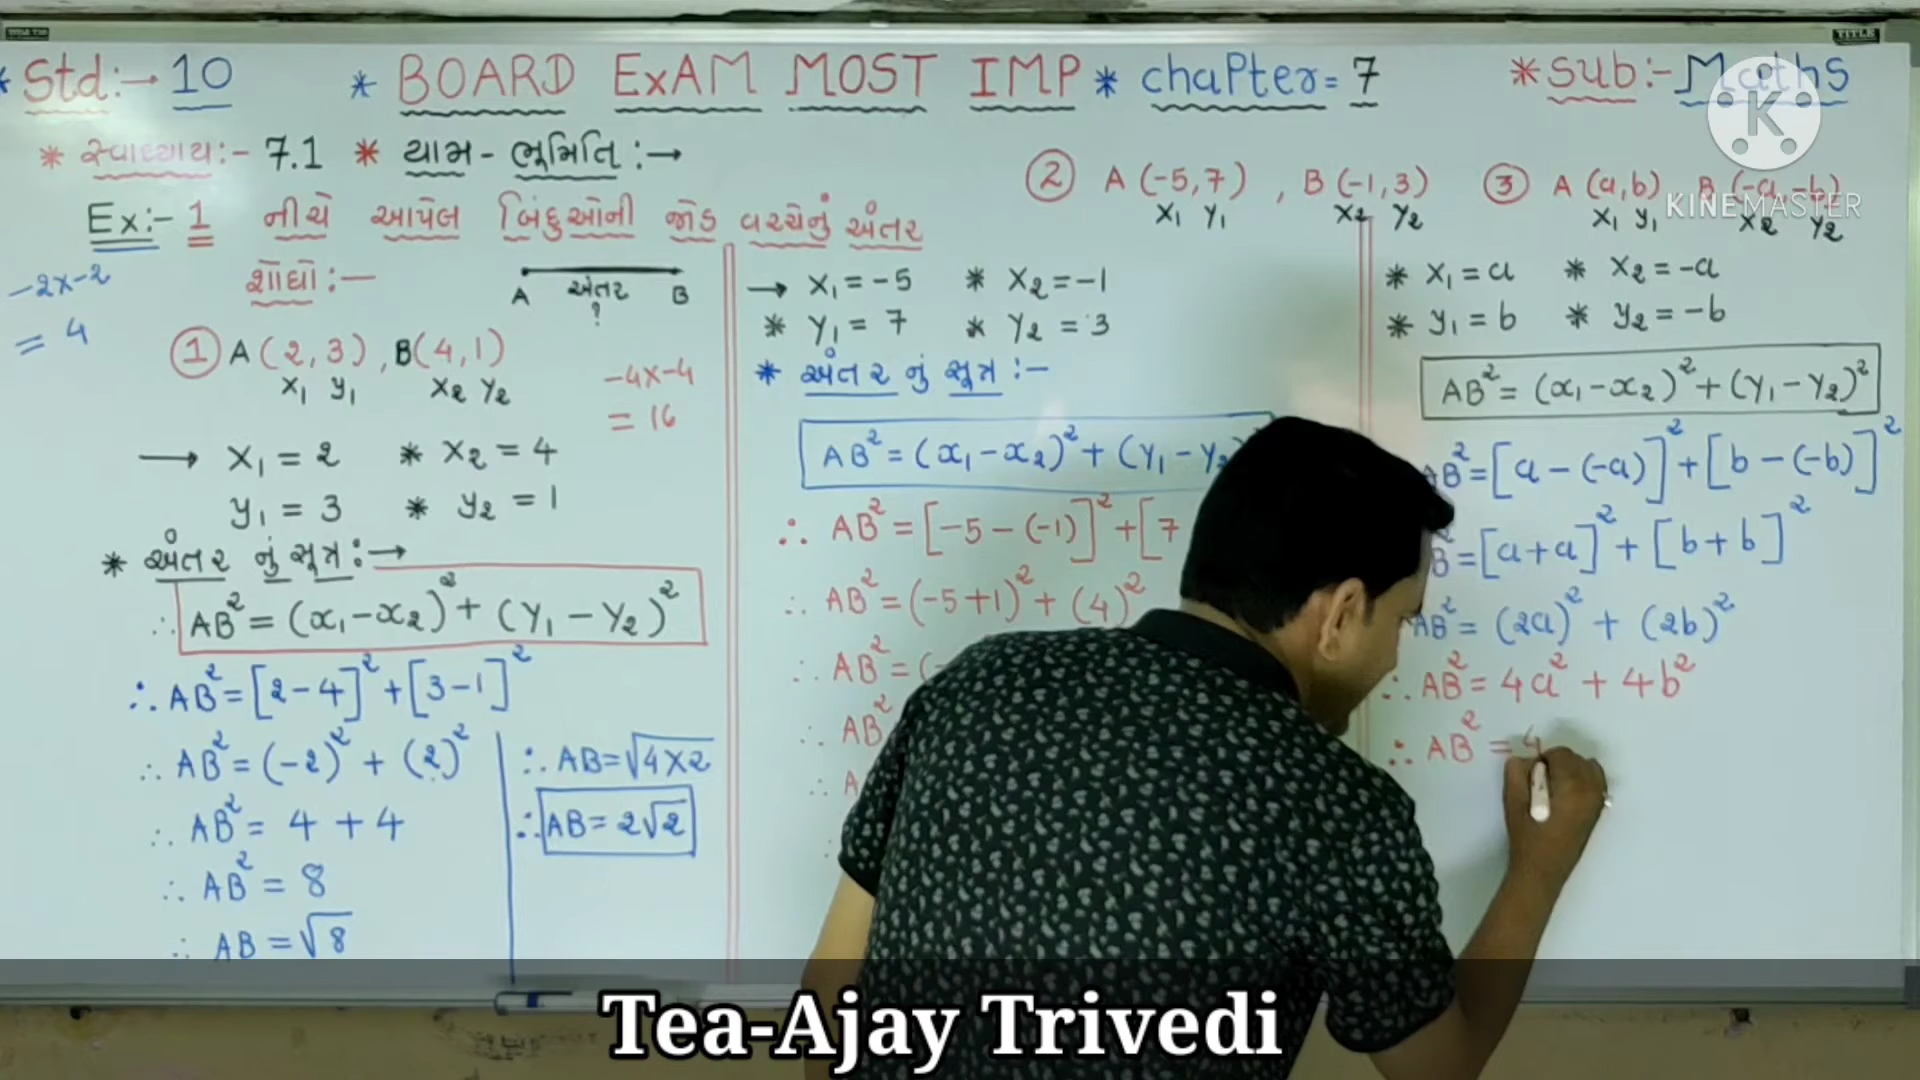 * Std:→ 10 * BOARD ExAM MOST IMP * chapter = 7 * Sub:- Maths
* સ્વાધ્યાય:- 7.1 * યામ - ભૂમિતિ :→
Ex:- 1 નીચે આપેલ બિંદુઓની જોડ વચ્ચેનું અંતર
શોધો :—
A અંતર B
?
-2x-2
= 4
① A (2,3) , B(4,1)
x₁ y₁ x₂ y₂
-4x-4
= 16
→ x₁ = 2 * x₂ = 4
y₁ = 3 * y₂ = 1
* અંતર નું સૂત્ર :→
∴ AB² = (x₁-x₂)² + (y₁-y₂)²
∴ AB² = [2-4]² + [3-1]²
∴ AB² = (-2)² + (2)²
∴ AB² = 4 + 4
∴ AB² = 8
∴ AB = √8
∴ AB = √4x2
∴ AB = 2√2
② A (-5,7) , B (-1,3)
x₁ y₁ x₂ y₂
→ x₁ = -5 * x₂ = -1
* y₁ = 7 * y₂ = 3
* અંતર નું સૂત્ર :-
AB² = (x₁-x₂)² + (y₁-y₂
∴ AB² = [-5-(-1)]² + [7
∴ AB² = (-5+1)² + (4)²
∴ AB² = (-
∴ AB²
∴ A
∴
③ A (a,b) B (-a,-b)
x₁ y₁ x₂ y₂
* x₁ = a * x₂ = -a
* y₁ = b * y₂ = -b
AB² = (x₁-x₂)² + (y₁-y₂)²
AB² = [a-(-a)]² + [b-(-b)]²
B² = [a+a]² + [b+b]²
AB² = (2a)² + (2b)²
∴ AB² = 4a² + 4b²
∴ AB² = 4
K
KINEMASTER
Tea-Ajay Trivedi